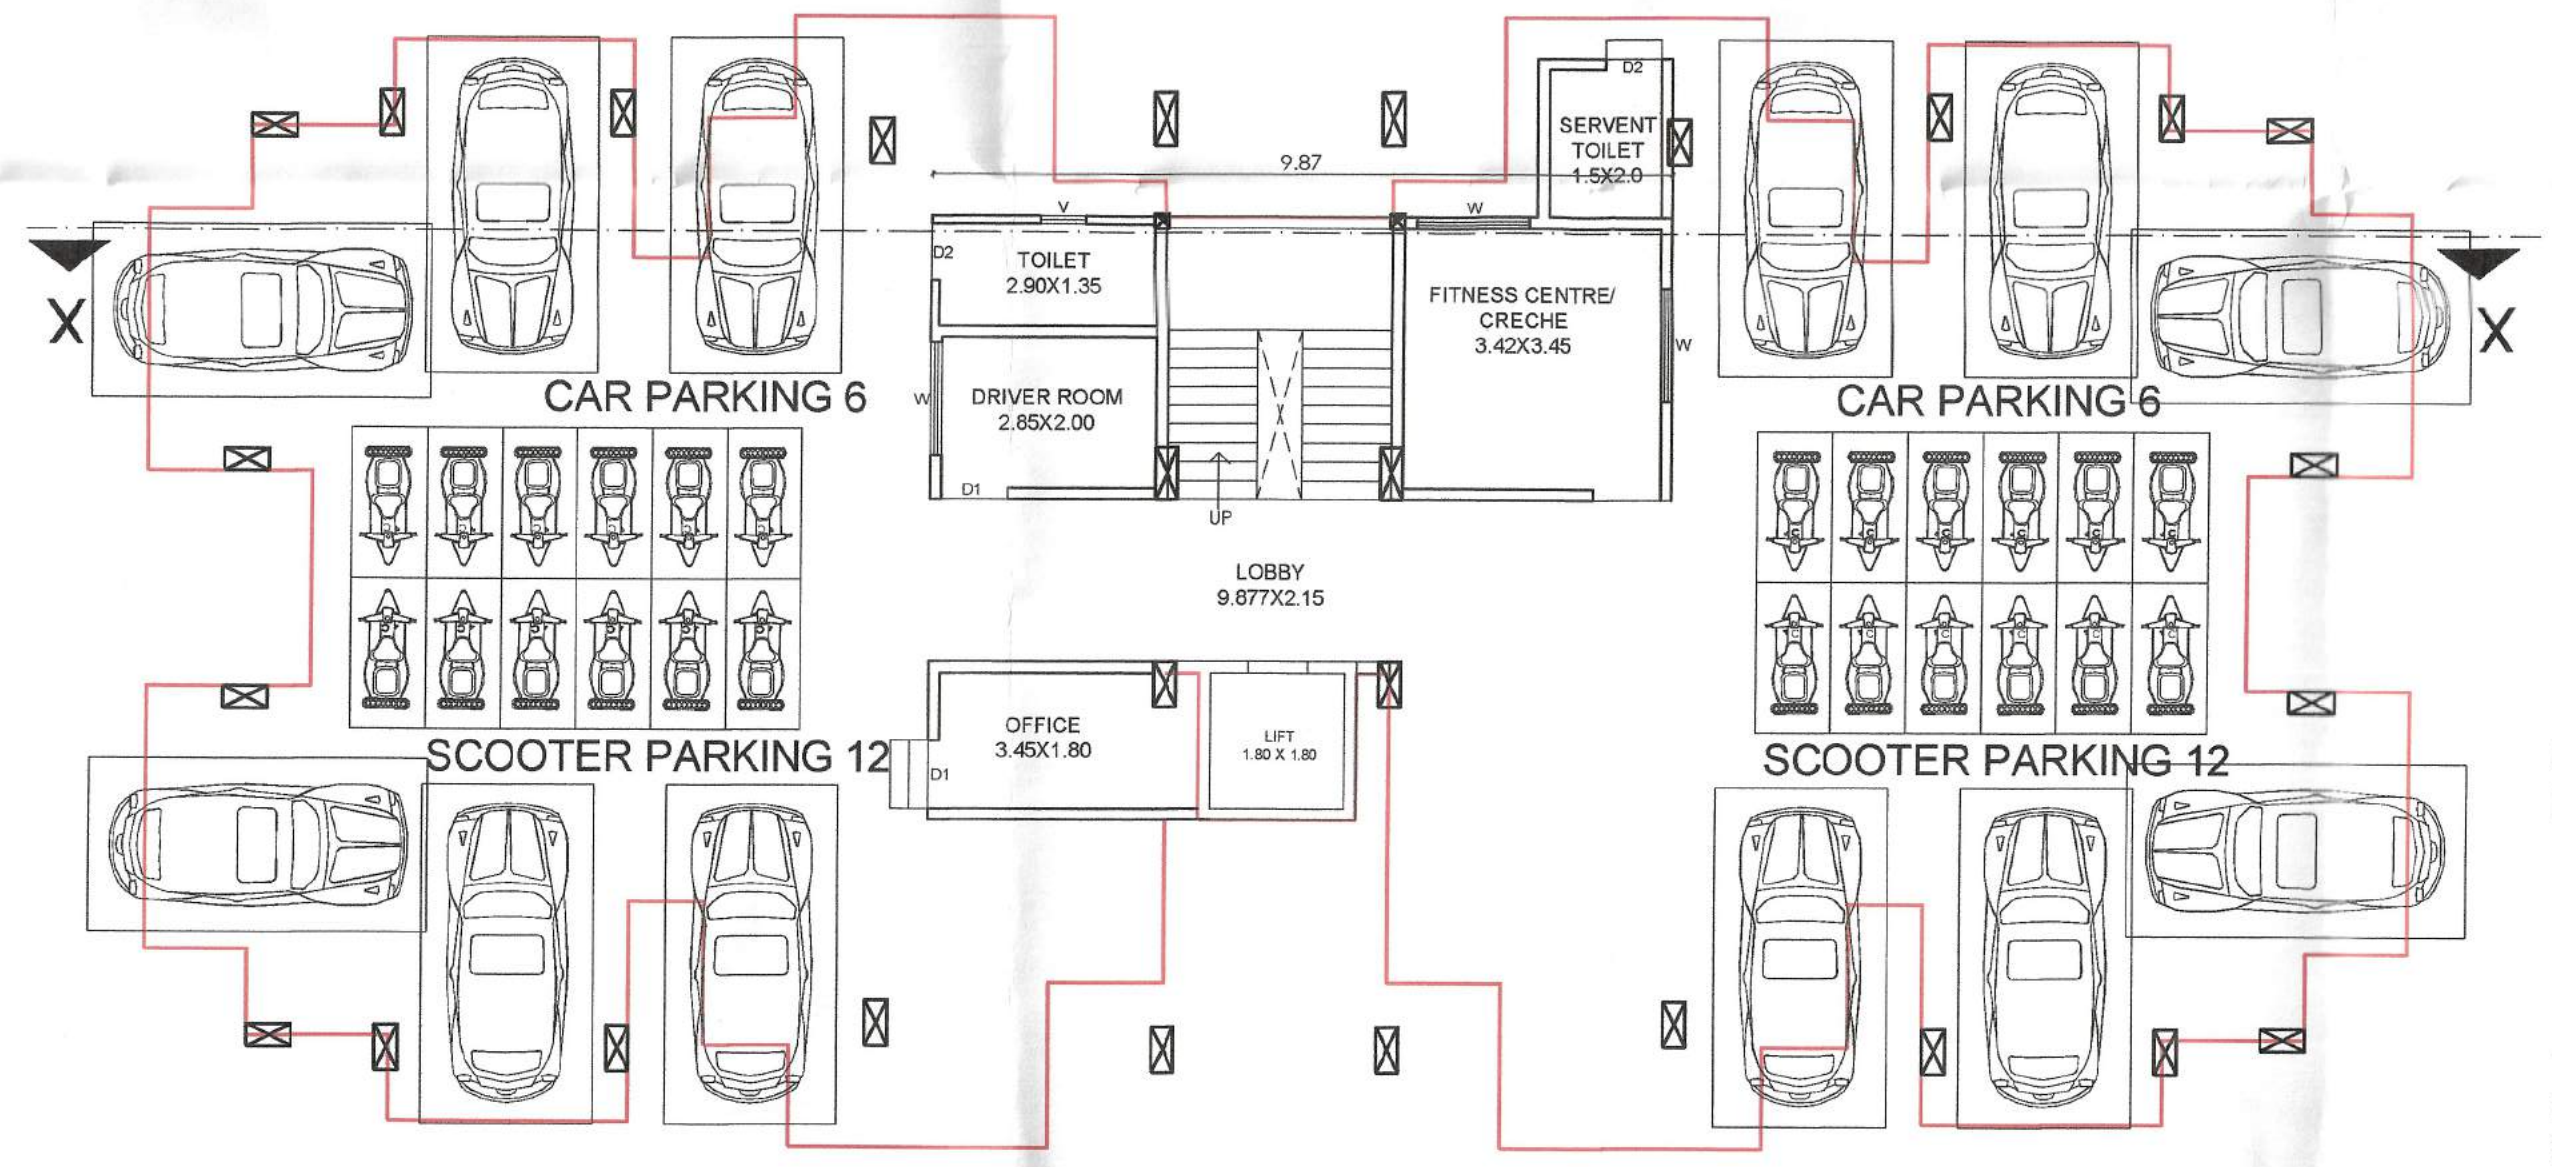 D2
SERVENT
TOILET
1.5X2.0
9.87
V
W
D2
TOILET
2.90X1.35
FITNESS CENTRE/
CRECHE
3.42X3.45
W
X
X
CAR PARKING 6
W
DRIVER ROOM
2.85X2.00
CAR PARKING 6
D1
UP
LOBBY
9.877X2.15
OFFICE
3.45X1.80
LIFT
1.80 X 1.80
D1
SCOOTER PARKING 12
SCOOTER PARKING 12